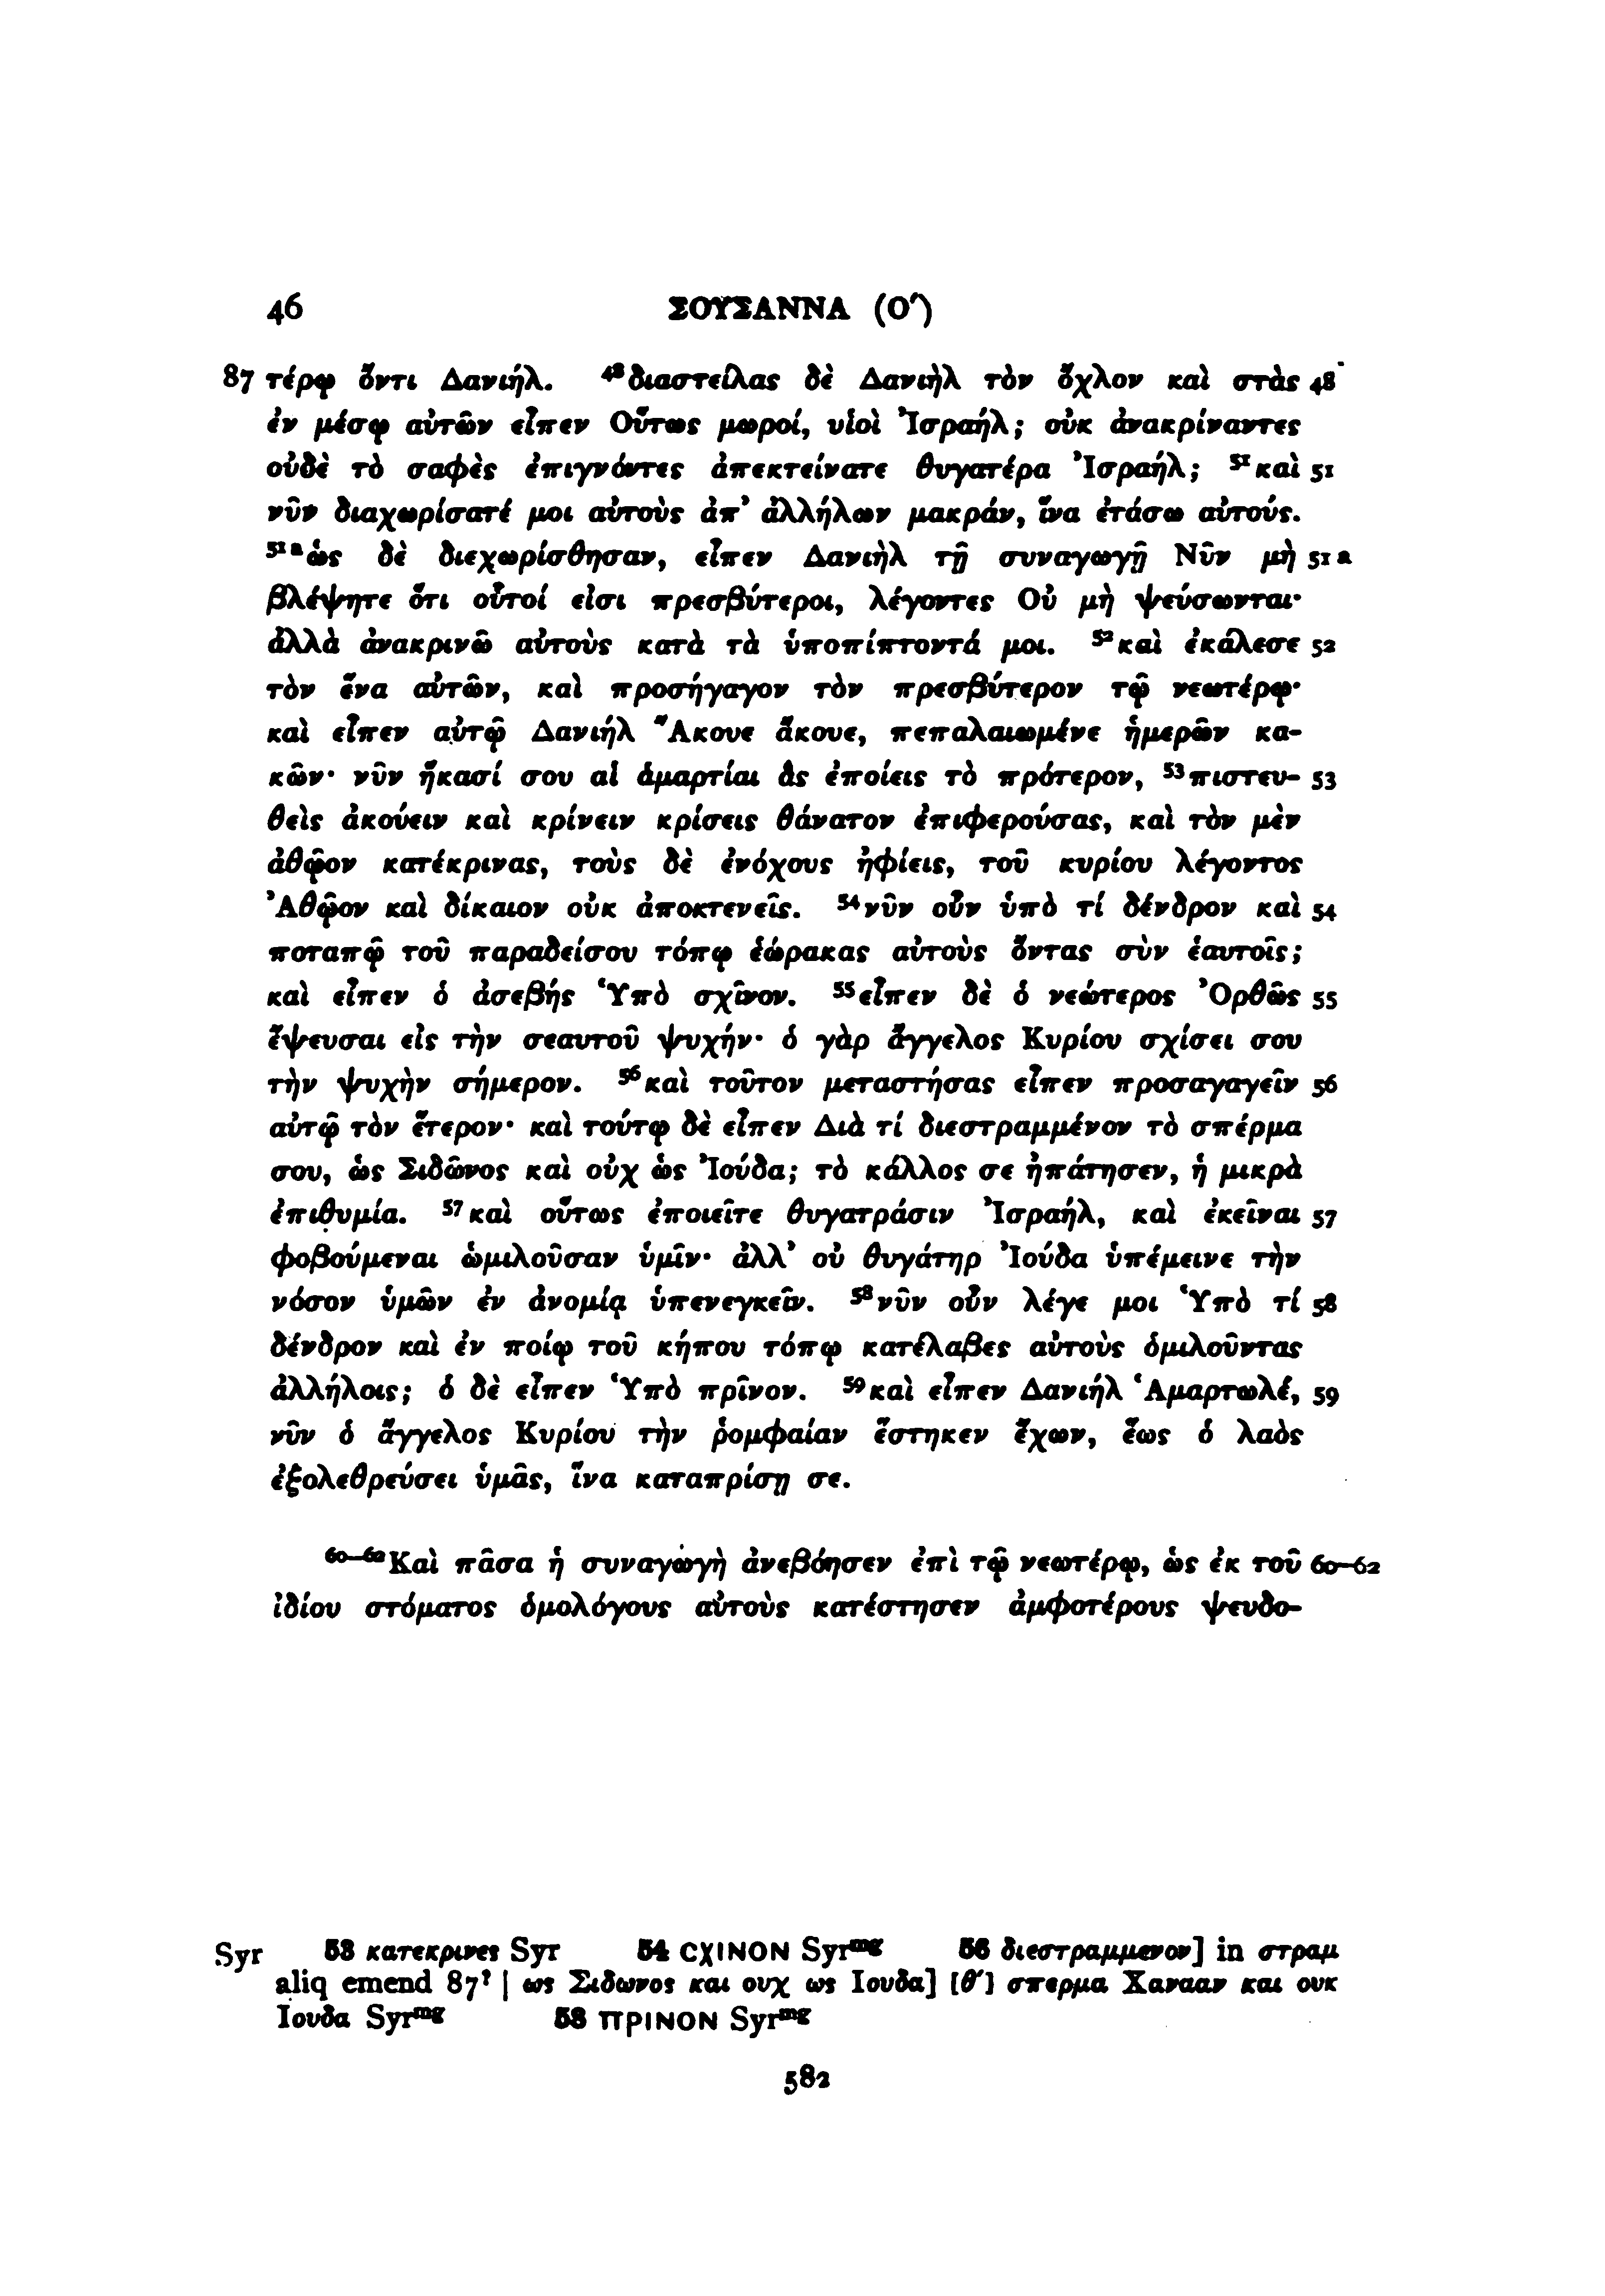 46 ΣΟΥΣΑΝΝΑ (Ο′)
87 τέρῳ ὄντι Δανιήλ. ⁴⁸διαστείλας δὲ Δανιὴλ τὸν ὄχλον καὶ στὰς 48
ἐν μέσῳ αὐτῶν εἶπεν Οὕτως μωροί, υἱοὶ Ἰσραήλ; οὐκ ἀνακρίναντες
οὐδὲ τὸ σαφὲς ἐπιγνόντες ἀπεκτείνατε θυγατέρα Ἰσραήλ; ⁵¹καὶ 51
νῦν διαχωρίσατέ μοι αὐτοὺς ἀπ’ ἀλλήλων μακράν, ἵνα ἐτάσω αὐτούς.
⁵¹ᵃὡς δὲ διεχωρίσθησαν, εἶπεν Δανιὴλ τῇ συναγωγῇ Νῦν μὴ 51 a
βλέψητε ὅτι οὗτοί εἰσι πρεσβύτεροι, λέγοντες Οὐ μὴ ψεύσωνται·
ἀλλὰ ἀνακρινῶ αὐτοὺς κατὰ τὰ ὑποπίπτοντά μοι. ⁵²καὶ ἐκάλεσε 52
τὸν ἕνα αὐτῶν, καὶ προσήγαγον τὸν πρεσβύτερον τῷ νεωτέρῳ·
καὶ εἶπεν αὐτῷ Δανιήλ Ἄκουε ἄκουε, πεπαλαιωμένε ἡμερῶν κα-
κῶν· νῦν ἥκασί σου αἱ ἁμαρτίαι ἃς ἐποίεις τὸ πρότερον, ⁵³πιστευ- 53
θεὶς ἀκούειν καὶ κρίνειν κρίσεις θάνατον ἐπιφερούσας, καὶ τὸν μὲν
ἀθῷον κατέκρινας, τοὺς δὲ ἐνόχους ἠφίεις, τοῦ κυρίου λέγοντος
Ἀθῷον καὶ δίκαιον οὐκ ἀποκτενεῖς. ⁵⁴νῦν οὖν ὑπὸ τί δένδρον καὶ 54
ποταπῷ τοῦ παραδείσου τόπῳ ἑώρακας αὐτοὺς ὄντας σὺν ἑαυτοῖς;
καὶ εἶπεν ὁ ἀσεβής Ὑπὸ σχῖνον. ⁵⁵εἶπεν δὲ ὁ νεώτερος Ὀρθῶς 55
ἔψευσαι εἰς τὴν σεαυτοῦ ψυχήν· ὁ γὰρ ἄγγελος Κυρίου σχίσει σου
τὴν ψυχὴν σήμερον. ⁵⁶καὶ τοῦτον μεταστήσας εἶπεν προσαγαγεῖν 56
αὐτῷ τὸν ἕτερον· καὶ τούτῳ δὲ εἶπεν Διὰ τί διεστραμμένον τὸ σπέρμα
σου, ὡς Σιδῶνος καὶ οὐχ ὡς Ἰούδα; τὸ κάλλος σε ἠπάτησεν, ἡ μικρὰ
ἐπιθυμία. ⁵⁷καὶ οὕτως ἐποιεῖτε θυγατράσιν Ἰσραήλ, καὶ ἐκεῖναι 57
φοβούμεναι ὡμιλοῦσαν ὑμῖν· ἀλλ’ οὐ θυγάτηρ Ἰούδα ὑπέμεινε τὴν
νόσον ὑμῶν ἐν ἀνομίᾳ ὑπενεγκεῖν. ⁵⁸νῦν οὖν λέγε μοι Ὑπὸ τί 58
δένδρον καὶ ἐν ποίῳ τοῦ κήπου τόπῳ κατέλαβες αὐτοὺς ὁμιλοῦντας
ἀλλήλοις; ὁ δὲ εἶπεν Ὑπὸ πρῖνον. ⁵⁹καὶ εἶπεν Δανιήλ Ἁμαρτωλέ, 59
νῦν ὁ ἄγγελος Κυρίου τὴν ῥομφαίαν ἕστηκεν ἔχων, ἕως ὁ λαὸς
ἐξολεθρεύσει ὑμᾶς, ἵνα καταπρίσῃ σε.
⁶⁰⁻⁶²Καὶ πᾶσα ἡ συναγωγὴ ἀνεβόησεν ἐπὶ τῷ νεωτέρῳ, ὡς ἐκ τοῦ 60–62
ἰδίου στόματος ὁμολόγους αὐτοὺς κατέστησεν ἀμφοτέρους ψευδο-
Syr 53 κατεκρινες Syr 54 ϲχινον Syrᵐᵍ 56 διεστραμμενον] in στραμ
aliq emend 87ˀ | ως Σιδωνος και ουχ ως Ιουδα] [θ′] σπερμα Χανααν και ουκ
Ιουδα Syrᵐᵍ 58 πρινον Syrᵐᵍ
582